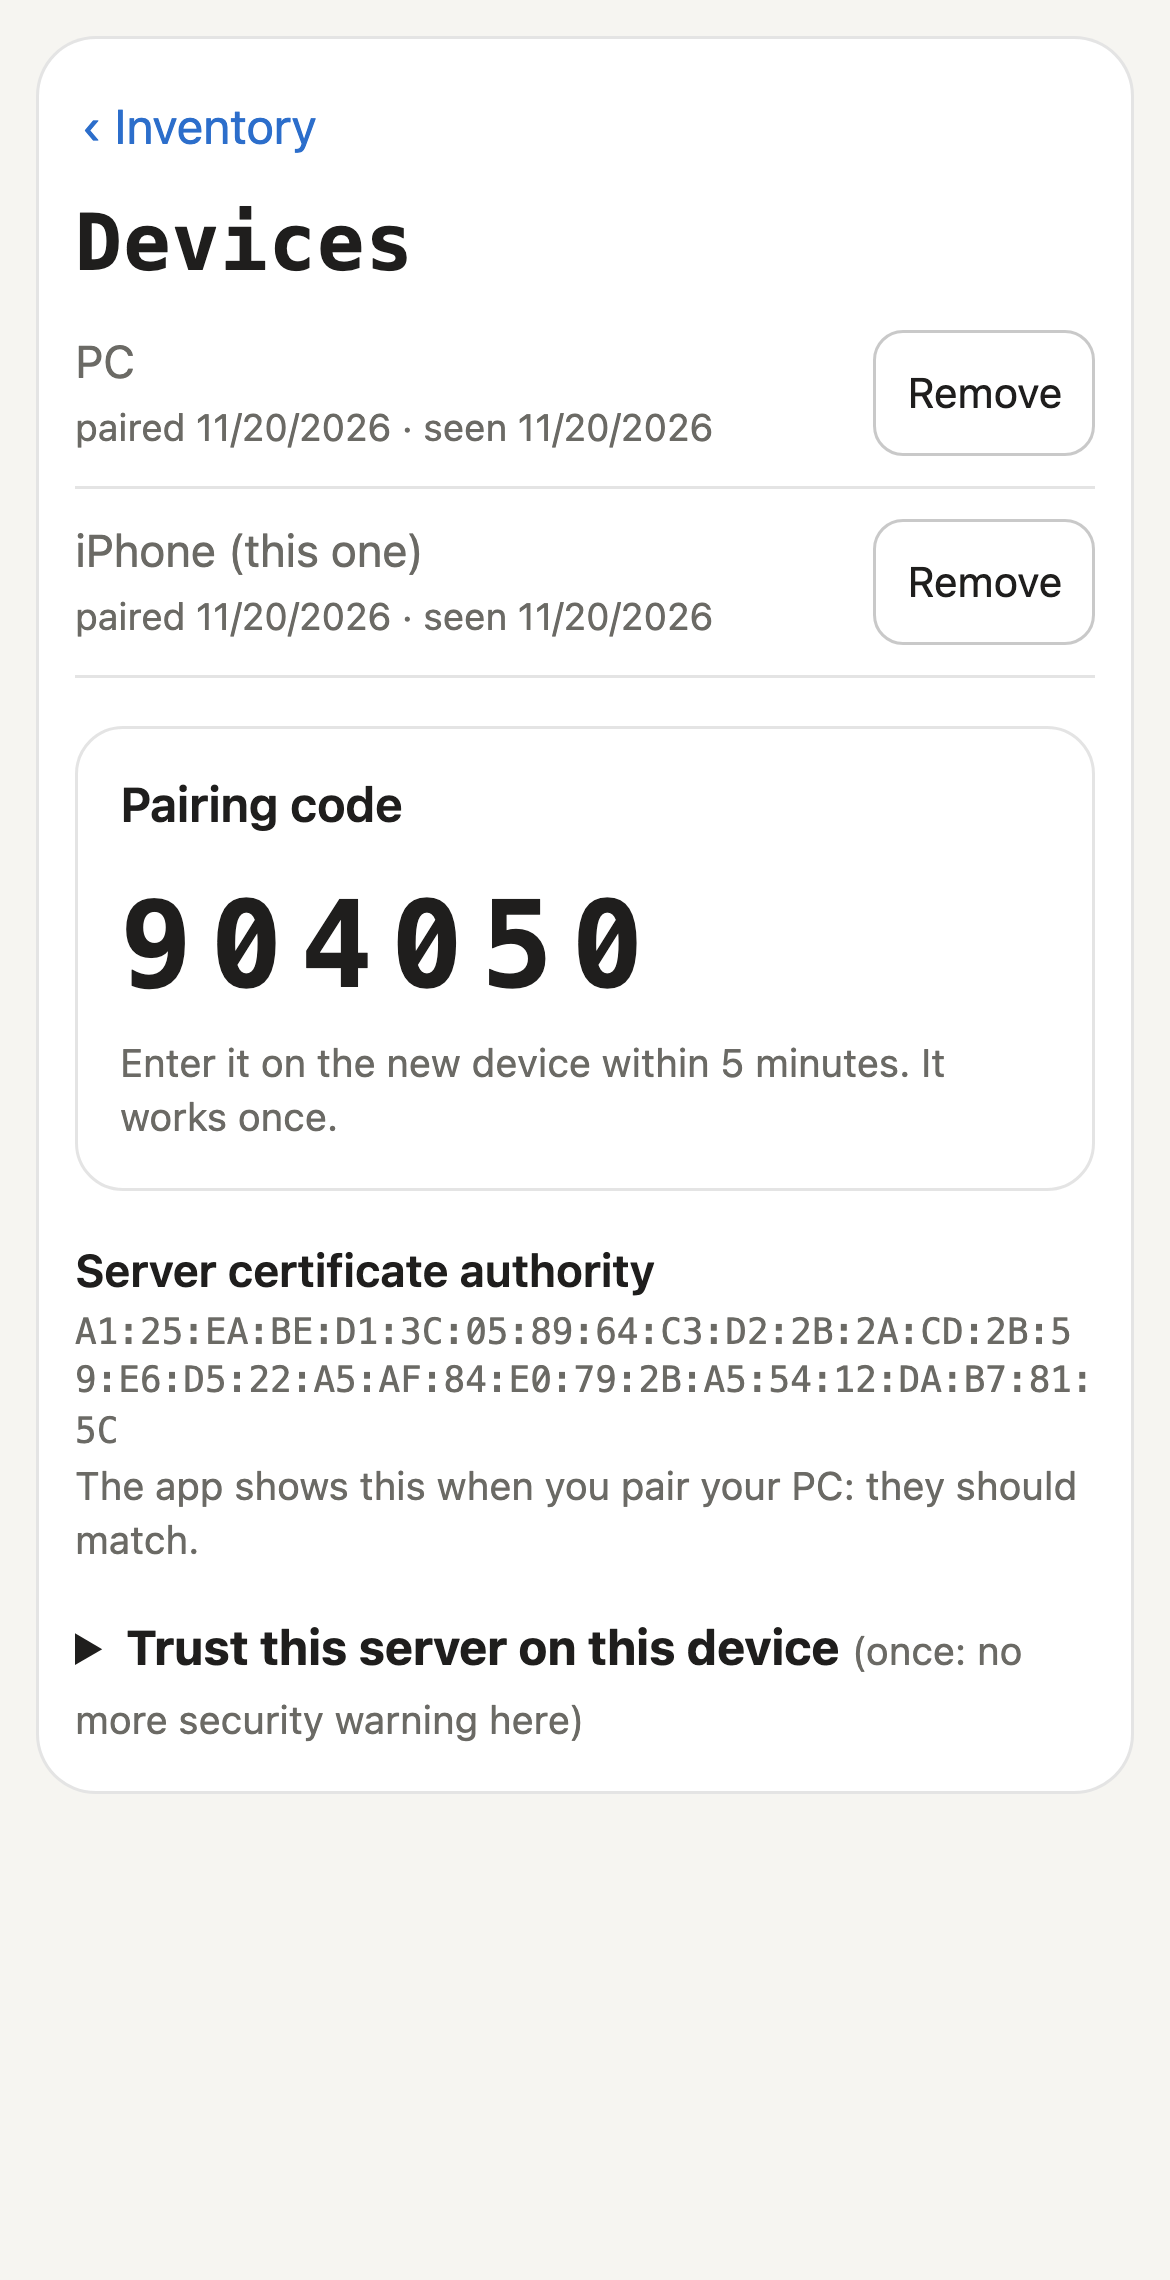 ‹ Inventory
Devices
PC
paired 11/20/2026 · seen 11/20/2026
Remove
iPhone (this one)
paired 11/20/2026 · seen 11/20/2026
Remove
Pairing code
904050
Enter it on the new device within 5 minutes. It
works once.
Server certificate authority
A1:25:EA:BE:D1:3C:05:89:64:C3:D2:2B:2A:CD:2B:5
9:E6:D5:22:A5:AF:84:E0:79:2B:A5:54:12:DA:B7:81:
5C
The app shows this when you pair your PC: they should
match.
▶ Trust this server on this device (once: no
more security warning here)